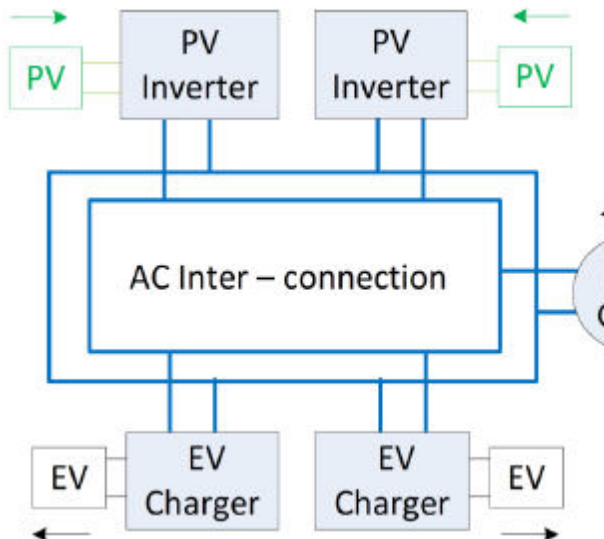 PV
PV
Inverter
PV
Inverter
PV
AC Inter – connection
EV
EV
Charger
EV
Charger
EV